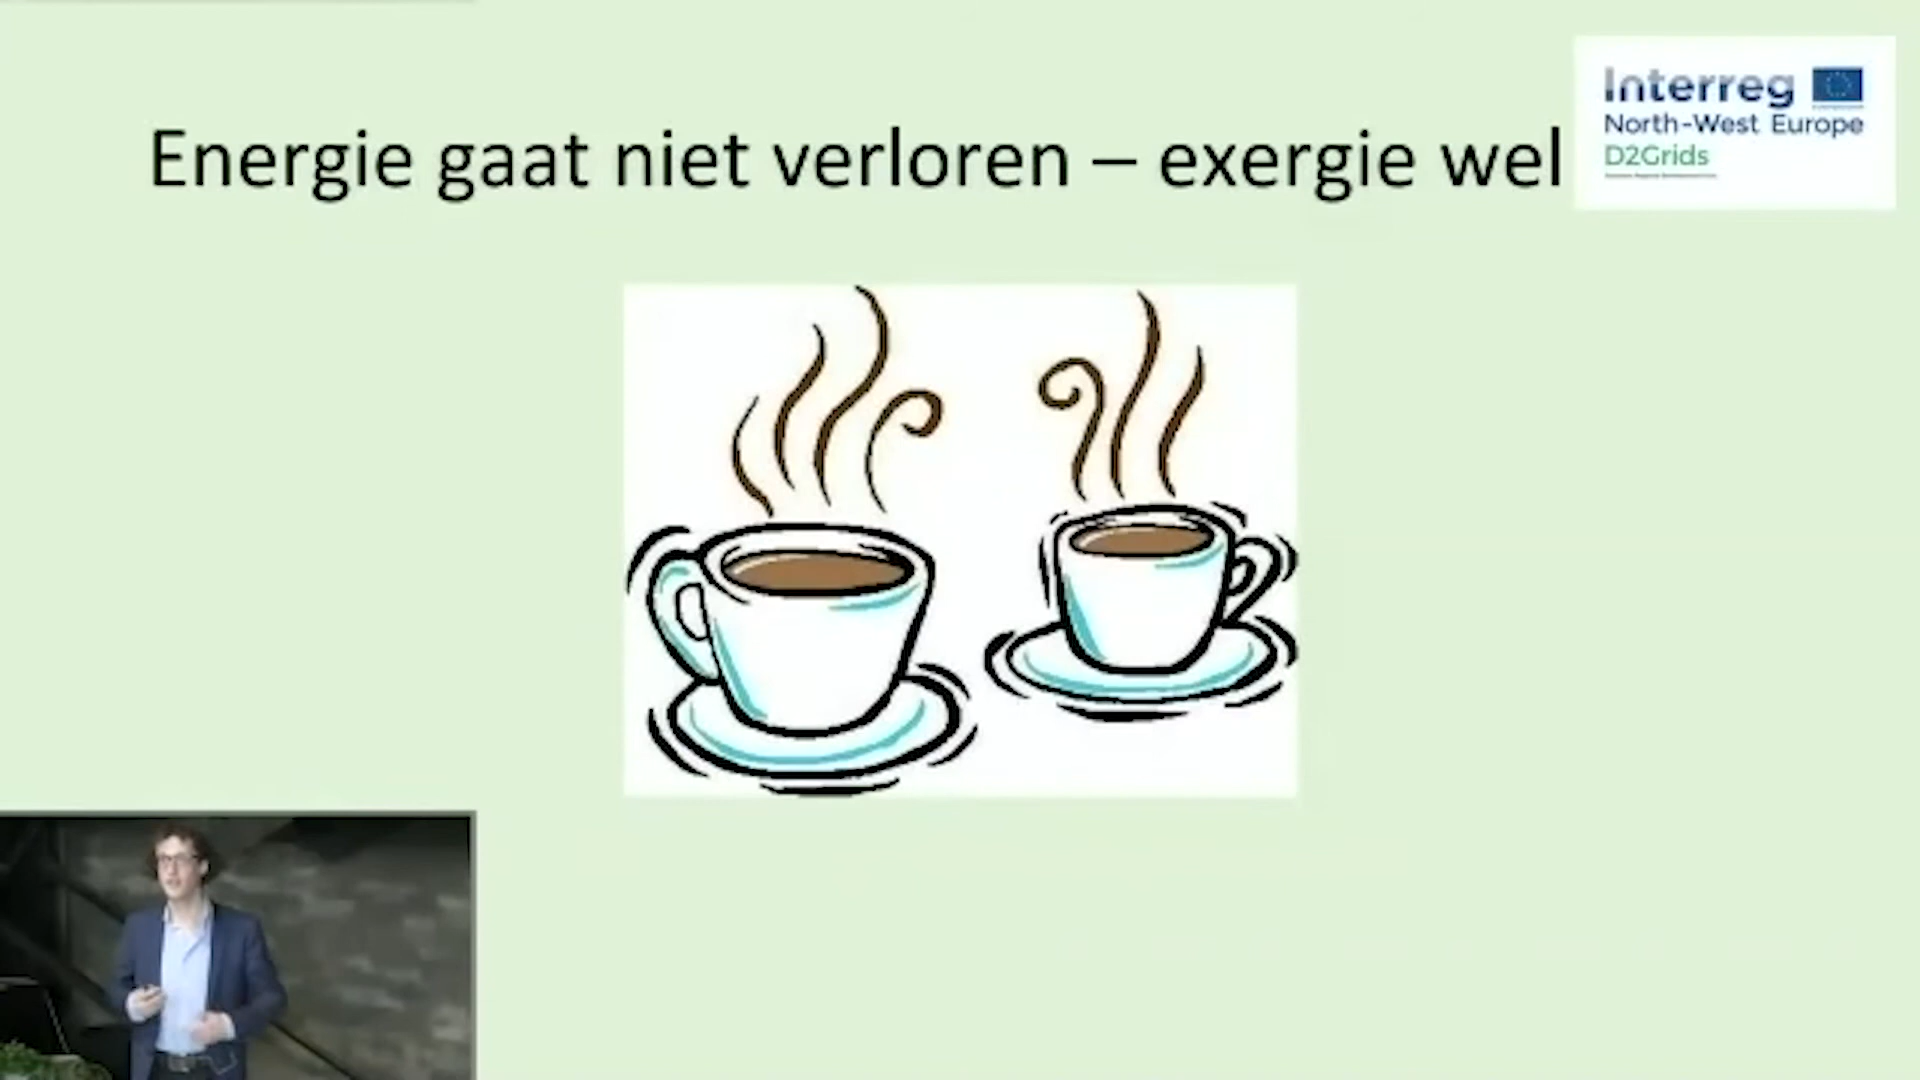 Energie gaat niet verloren – exergie wel
Interreg
North-West Europe
D2Grids